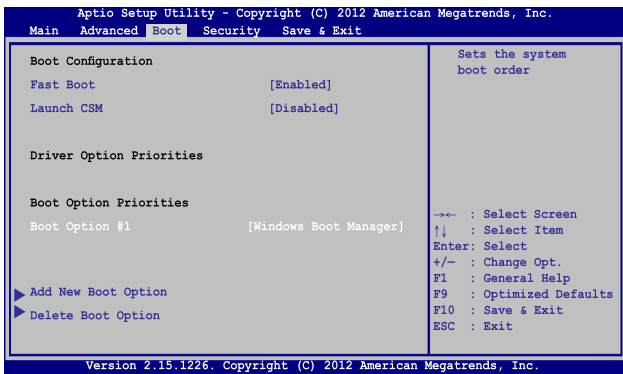 Aptio Setup Utility - Copyright (C) 2012 American Megatrends, Inc.
Main Advanced Boot Security Save & Exit
Boot Configuration
Fast Boot [Enabled]
Launch CSM [Disabled]
Driver Option Priorities
Boot Option Priorities
Boot Option #1 [Windows Boot Manager]
Add New Boot Option
Delete Boot Option
Sets the system
boot order
→← : Select Screen
↑↓ : Select Item
Enter: Select
+/— : Change Opt.
F1 : General Help
F9 : Optimized Defaults
F10 : Save & Exit
ESC : Exit
Version 2.15.1226. Copyright (C) 2012 American Megatrends, Inc.